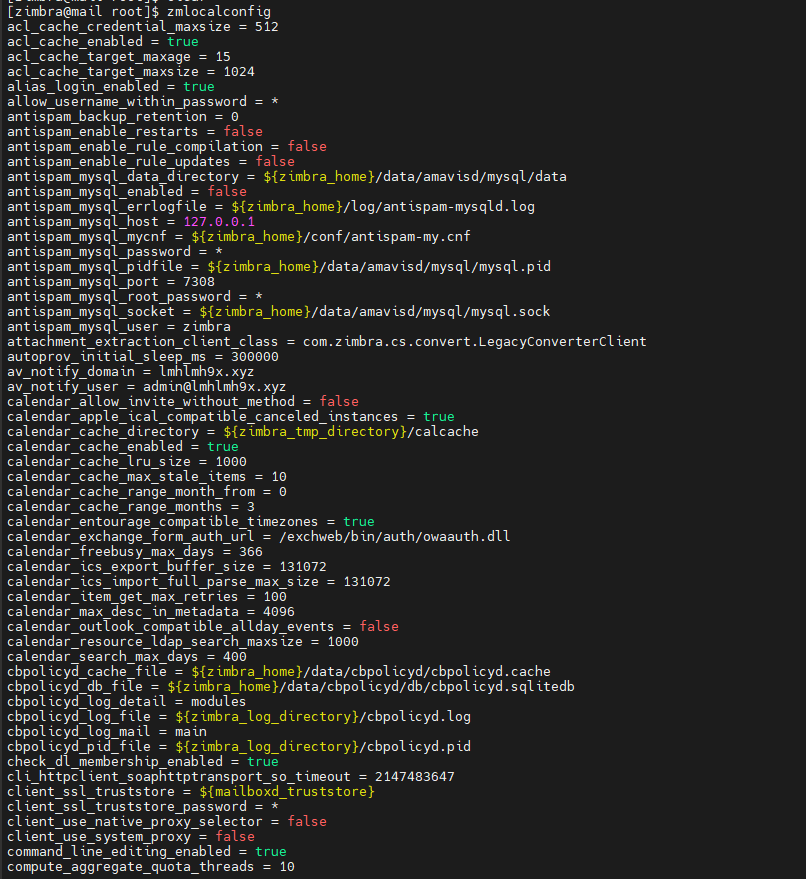 [zimbra@mail root]$ zmlocalconfig
acl_cache_credential_maxsize = 512
acl_cache_enabled = true
acl_cache_target_maxage = 15
acl_cache_target_maxsize = 1024
alias_login_enabled = true
allow_username_within_password = *
antispam_backup_retention = 0
antispam_enable_restarts = false
antispam_enable_rule_compilation = false
antispam_enable_rule_updates = false
antispam_mysql_data_directory = ${zimbra_home}/data/amavisd/mysql/data
antispam_mysql_enabled = false
antispam_mysql_errlogfile = ${zimbra_home}/log/antispam-mysqld.log
antispam_mysql_host = 127.0.0.1
antispam_mysql_mycnf = ${zimbra_home}/conf/antispam-my.cnf
antispam_mysql_password = *
antispam_mysql_pidfile = ${zimbra_home}/data/amavisd/mysql/mysql.pid
antispam_mysql_port = 7308
antispam_mysql_root_password = *
antispam_mysql_socket = ${zimbra_home}/data/amavisd/mysql/mysql.sock
antispam_mysql_user = zimbra
attachment_extraction_client_class = com.zimbra.cs.convert.LegacyConverterClient
autoprov_initial_sleep_ms = 300000
av_notify_domain = lmhlmh9x.xyz
av_notify_user = admin@lmhlmh9x.xyz
calendar_allow_invite_without_method = false
calendar_apple_ical_compatible_canceled_instances = true
calendar_cache_directory = ${zimbra_tmp_directory}/calcache
calendar_cache_enabled = true
calendar_cache_lru_size = 1000
calendar_cache_max_stale_items = 10
calendar_cache_range_month_from = 0
calendar_cache_range_months = 3
calendar_entourage_compatible_timezones = true
calendar_exchange_form_auth_url = /exchweb/bin/auth/owaauth.dll
calendar_freebusy_max_days = 366
calendar_ics_export_buffer_size = 131072
calendar_ics_import_full_parse_max_size = 131072
calendar_item_get_max_retries = 100
calendar_max_desc_in_metadata = 4096
calendar_outlook_compatible_allday_events = false
calendar_resource_ldap_search_maxsize = 1000
calendar_search_max_days = 400
cbpolicyd_cache_file = ${zimbra_home}/data/cbpolicyd/cbpolicyd.cache
cbpolicyd_db_file = ${zimbra_home}/data/cbpolicyd/db/cbpolicyd.sqlitedb
cbpolicyd_log_detail = modules
cbpolicyd_log_file = ${zimbra_log_directory}/cbpolicyd.log
cbpolicyd_log_mail = main
cbpolicyd_pid_file = ${zimbra_log_directory}/cbpolicyd.pid
check_dl_membership_enabled = true
cli_httpclient_soaphttptransport_so_timeout = 2147483647
client_ssl_truststore = ${mailboxd_truststore}
client_ssl_truststore_password = *
client_use_native_proxy_selector = false
client_use_system_proxy = false
command_line_editing_enabled = true
compute_aggregate_quota_threads = 10